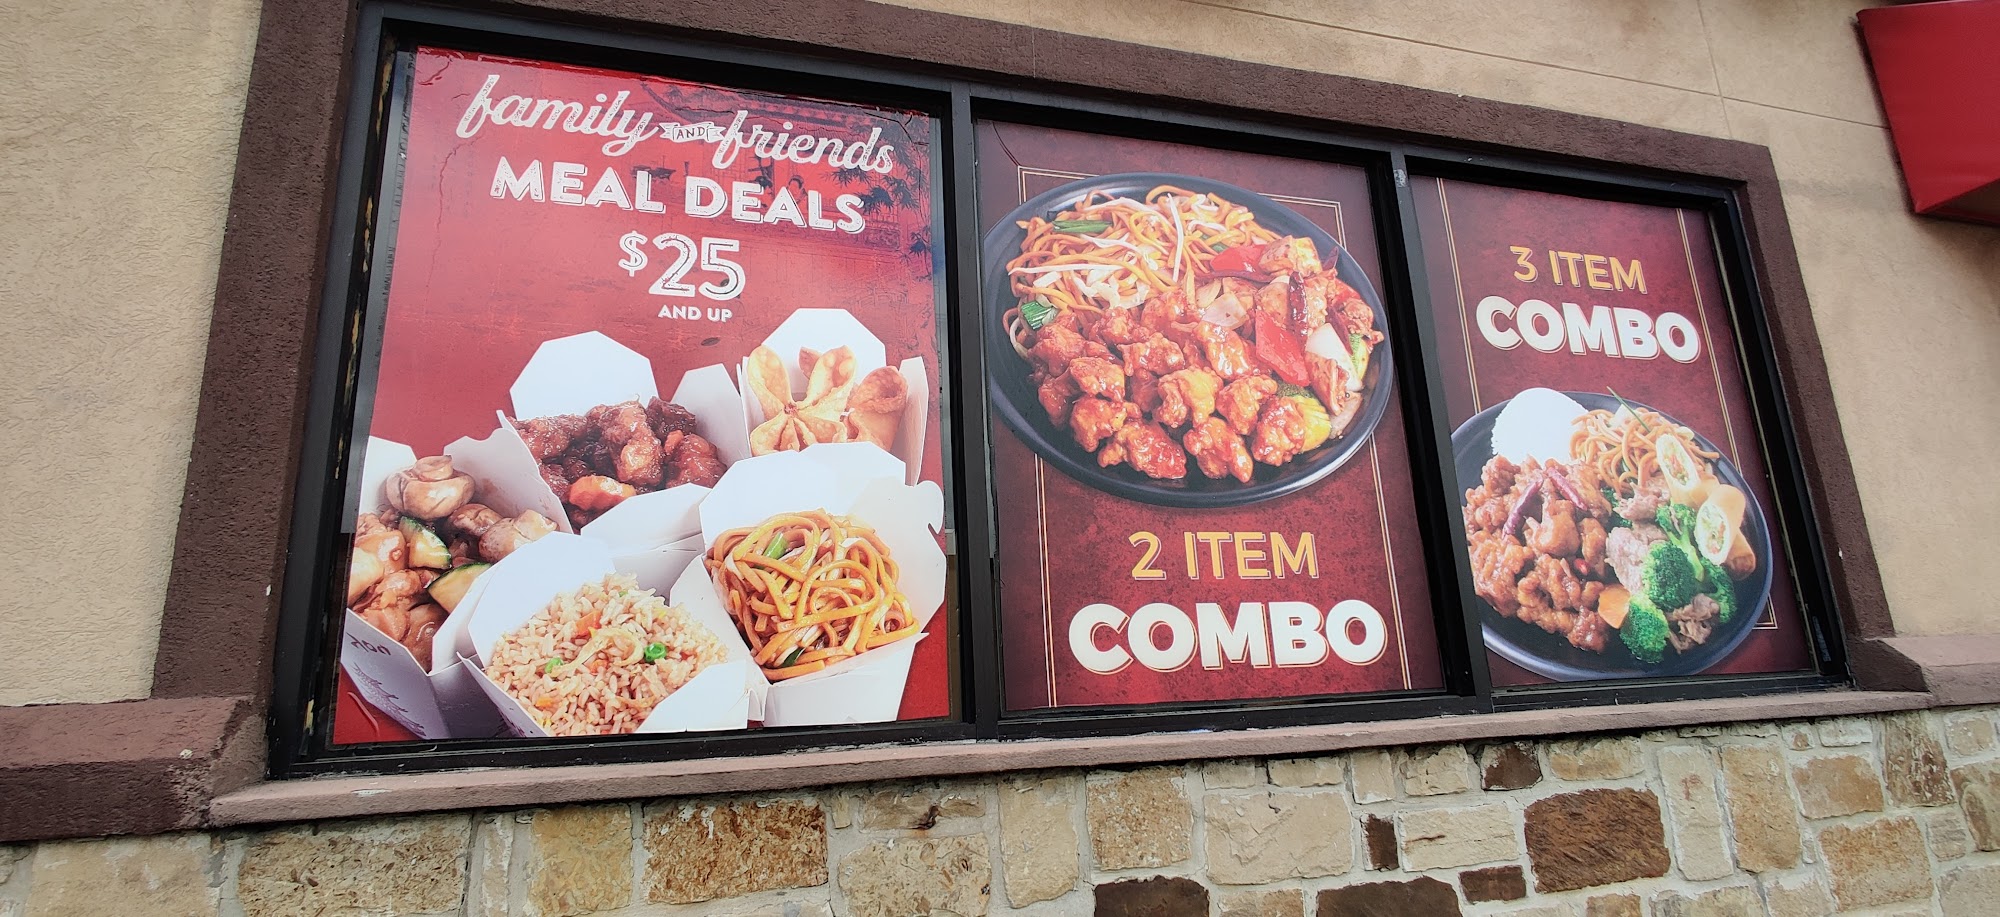 family AND friends
MEAL DEALS
$25
AND UP
2 ITEM
COMBO
3 ITEM
COMBO